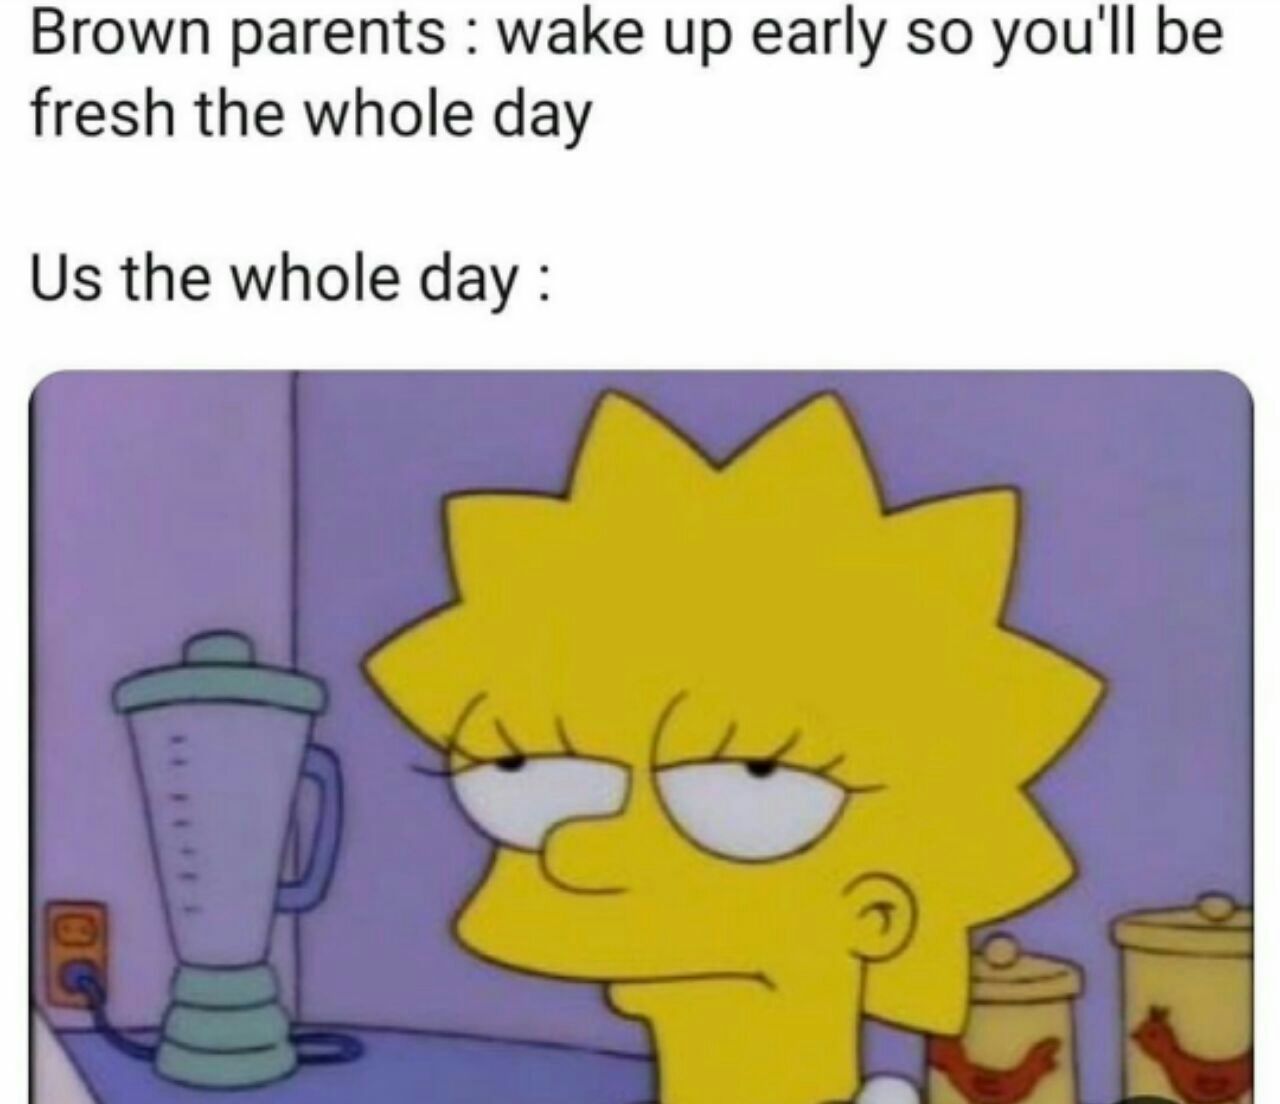 Brown parents : wake up early so you'll be
fresh the whole day
Us the whole day :